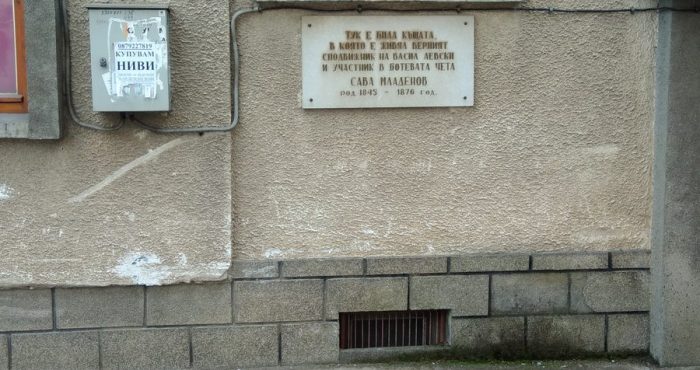 0879227819
КУПУВАМ
НИВИ
ТУК Е БИЛА КЪЩАТА,
В КОЯТО Е ЖИВЯЛ ВЕРНИЯТ
СПОДВИЖНИК НА ВАСИЛ ЛЕВСКИ
И УЧАСТНИК В БОТЕВАТА ЧЕТА
САВА МЛАДЕНОВ
РОД. 1845 - 1876 ГОД.